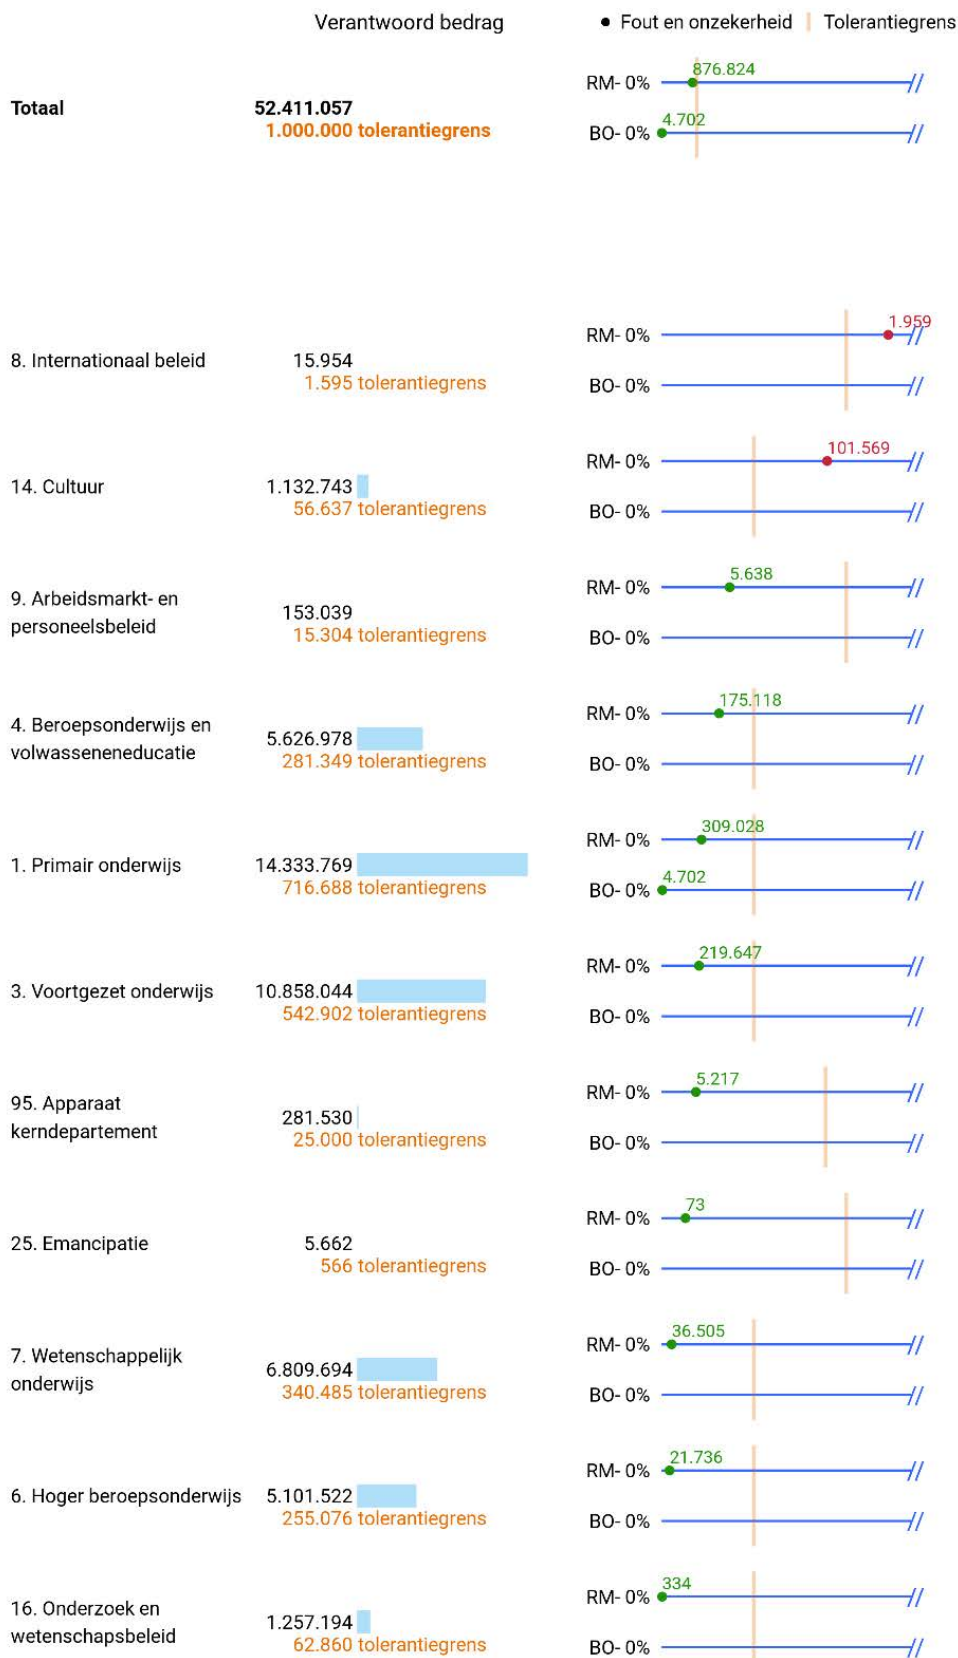 Verantwoord bedrag
Fout en onzekerheid
Tolerantiegrens
Totaal
52.411.057
1.000.000 tolerantiegrens
RM- 0%
876.824
BO- 0%
4.702
8. Internationaal beleid
15.954
1.595 tolerantiegrens
RM- 0%
1.959
BO- 0%
14. Cultuur
1.132.743
56.637 tolerantiegrens
RM- 0%
101.569
BO- 0%
9. Arbeidsmarkt- en
personeelsbeleid
153.039
15.304 tolerantiegrens
RM- 0%
5.638
BO- 0%
4. Beroepsonderwijs en
volwasseneneducatie
5.626.978
281.349 tolerantiegrens
RM- 0%
175.118
BO- 0%
1. Primair onderwijs
14.333.769
716.688 tolerantiegrens
RM- 0%
309.028
BO- 0%
4.702
3. Voortgezet onderwijs
10.858.044
542.902 tolerantiegrens
RM- 0%
219.647
BO- 0%
95. Apparaat
kerndepartement
281.530
25.000 tolerantiegrens
RM- 0%
5.217
BO- 0%
25. Emancipatie
5.662
566 tolerantiegrens
RM- 0%
73
BO- 0%
7. Wetenschappelijk
onderwijs
6.809.694
340.485 tolerantiegrens
RM- 0%
36.505
BO- 0%
6. Hoger beroepsonderwijs
5.101.522
255.076 tolerantiegrens
RM- 0%
21.736
BO- 0%
16. Onderzoek en
wetenschapsbeleid
1.257.194
62.860 tolerantiegrens
RM- 0%
334
BO- 0%